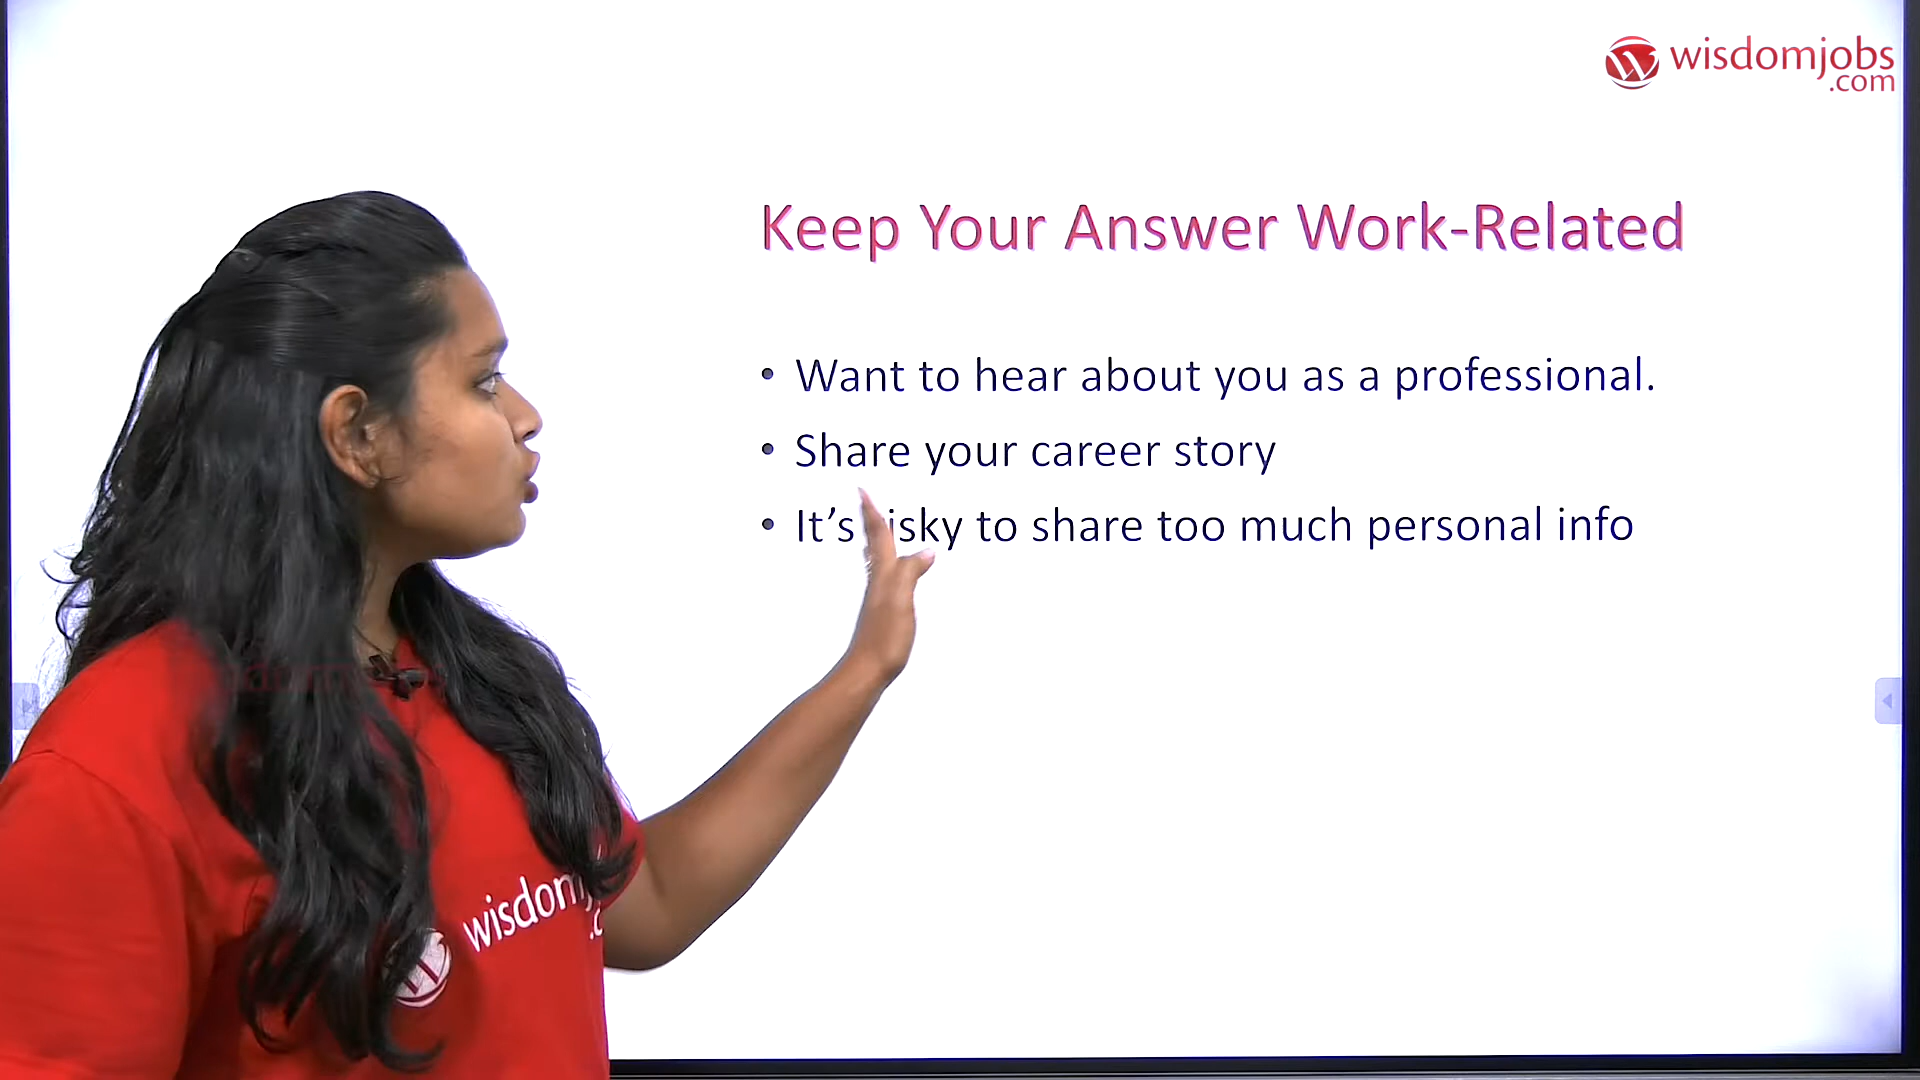 wisdomjobs
.com
Keep Your Answer Work-Related
• Want to hear about you as a professional.
• Share your career story
• It’s risky to share too much personal info
wisdom